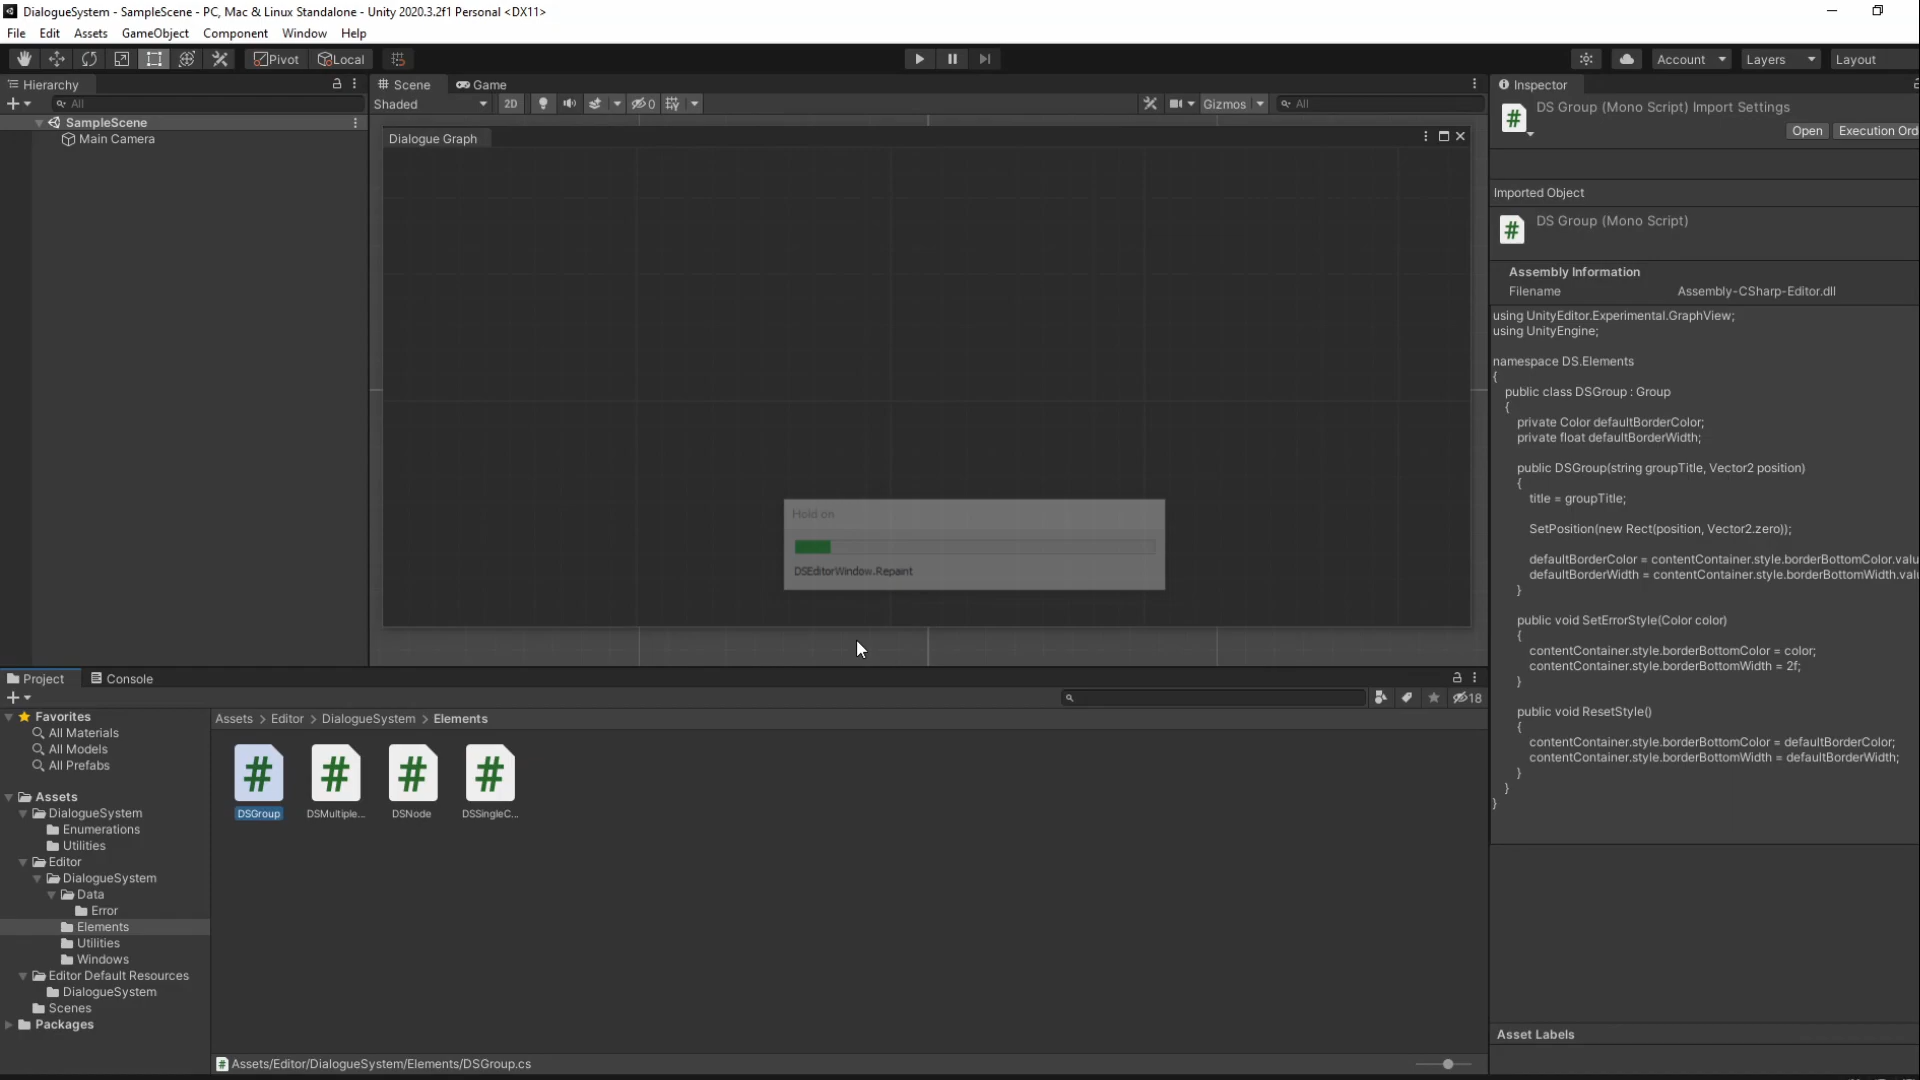 DialogueSystem - SampleScene - PC, Mac & Linux Standalone - Unity 2020.3.2f1 Personal <DX11>
File Edit Assets GameObject Component Window Help
Pivot Local
Account Layers Layout
Hierarchy
All
SampleScene
Main Camera
Scene Game
Shaded 2D 0 Gizmos All
Dialogue Graph
Hold on
DSEditorWindow.Repaint
Inspector
DS Group (Mono Script) Import Settings
Open Execution Ord
Imported Object
DS Group (Mono Script)
Assembly Information
Filename Assembly-CSharp-Editor.dll
using UnityEditor.Experimental.GraphView;
using UnityEngine;
namespace DS.Elements
{
public class DSGroup : Group
{
private Color defaultBorderColor;
private float defaultBorderWidth;
public DSGroup(string groupTitle, Vector2 position)
{
title = groupTitle;
SetPosition(new Rect(position, Vector2.zero));
defaultBorderColor = contentContainer.style.borderBottomColor.valu
defaultBorderWidth = contentContainer.style.borderBottomWidth.valu
}
public void SetErrorStyle(Color color)
{
contentContainer.style.borderBottomColor = color;
contentContainer.style.borderBottomWidth = 2f;
}
public void ResetStyle()
{
contentContainer.style.borderBottomColor = defaultBorderColor;
contentContainer.style.borderBottomWidth = defaultBorderWidth;
}
}
}
Asset Labels
Project Console
18
Favorites
All Materials
All Models
All Prefabs
Assets
DialogueSystem
Enumerations
Utilities
Editor
DialogueSystem
Data
Error
Elements
Utilities
Windows
Editor Default Resources
DialogueSystem
Scenes
Packages
Assets > Editor > DialogueSystem > Elements
DSGroup DSMultiple... DSNode DSSingleC...
Assets/Editor/DialogueSystem/Elements/DSGroup.cs